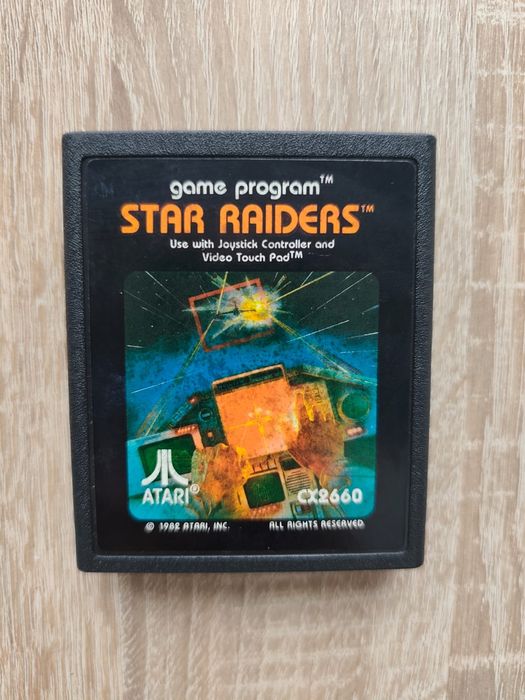 game program™
STAR RAIDERS™
Use with Joystick Controller and
Video Touch Pad™
ATARI®
CX2660
© 1982 ATARI, INC.
ALL RIGHTS RESERVED